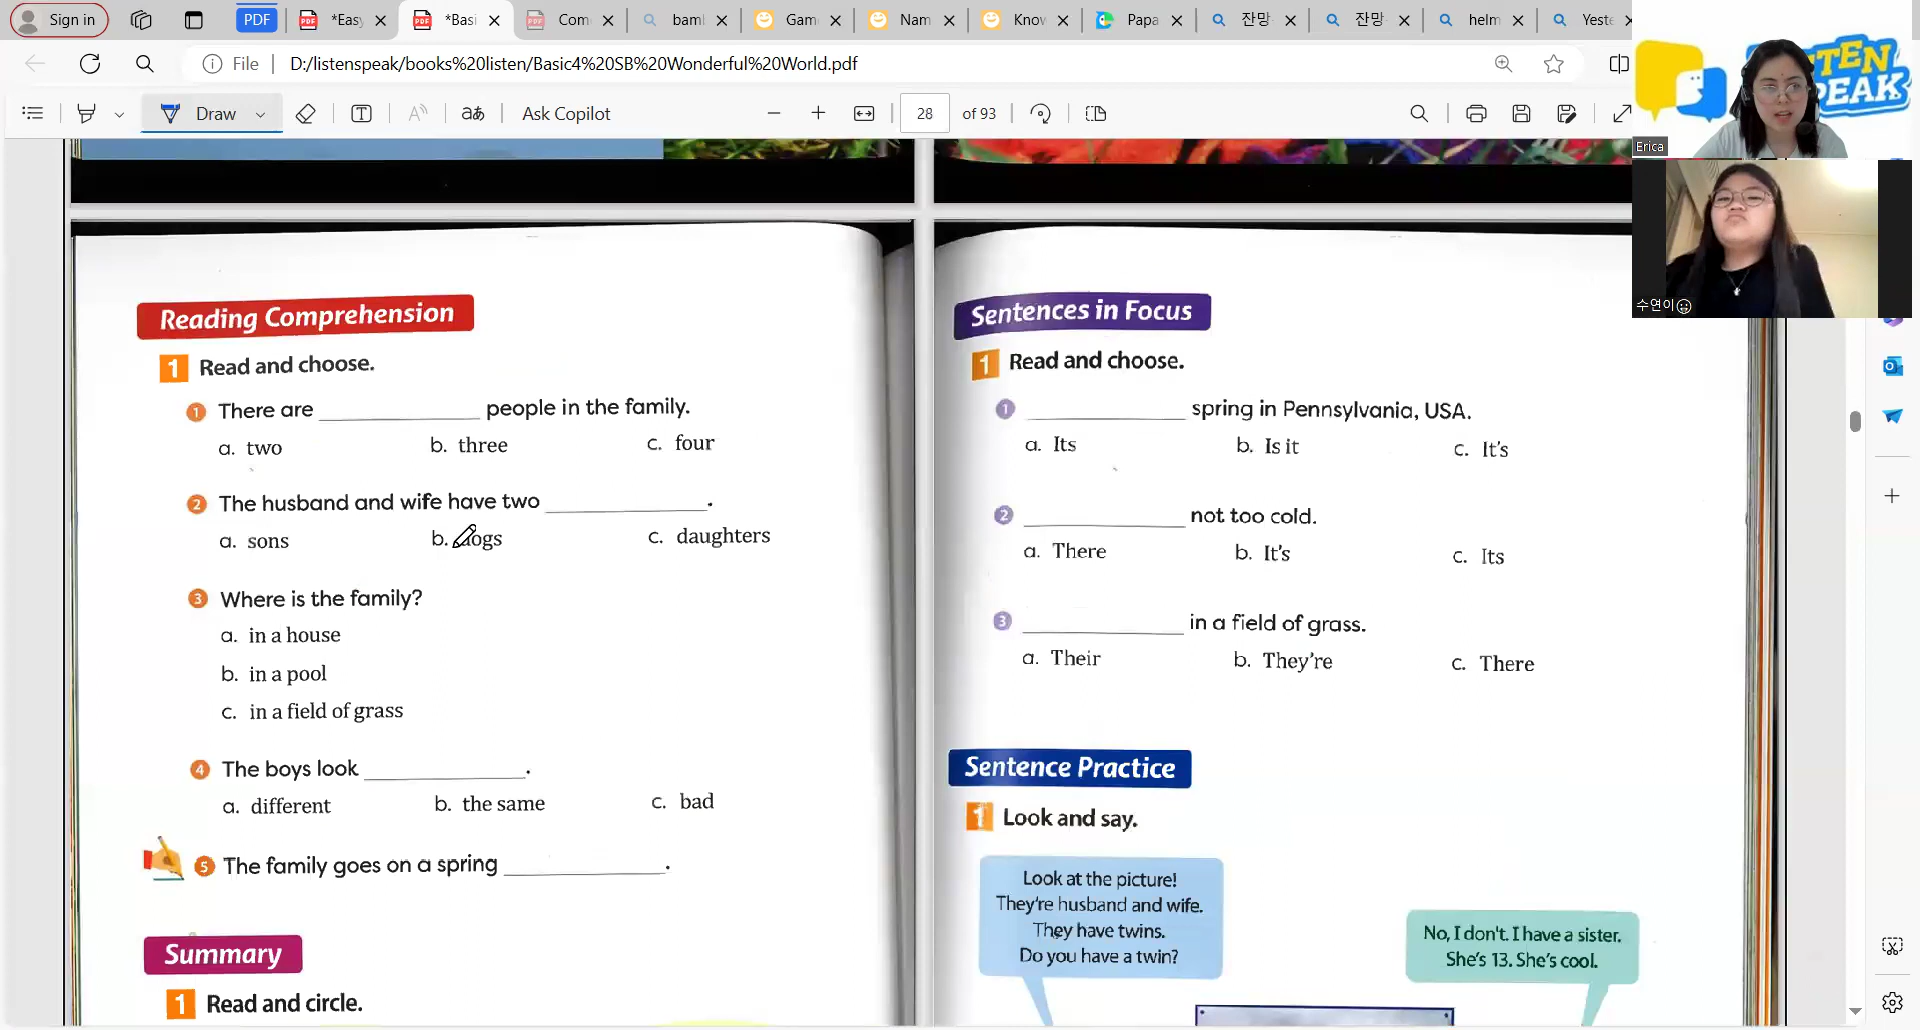 Sign in
PDF
*Easy
*Basi
Com
bam
Gam
Nam
Know
Papa
잔망
잔망
helm
Yeste
File
D:/listenspeak/books%20listen/Basic4%20SB%20Wonderful%20World.pdf
Draw
aあ
Ask Copilot
28 of 93
Erica
수연이
Reading Comprehension
1 Read and choose.
1 There are ____________ people in the family.
a. two b. three c. four
2 The husband and wife have two ____________.
a. sons b. dogs c. daughters
3 Where is the family?
a. in a house
b. in a pool
c. in a field of grass
4 The boys look ____________.
a. different b. the same c. bad
5 The family goes on a spring ____________.
Summary
1 Read and circle.
Sentences in Focus
1 Read and choose.
1 ____________ spring in Pennsylvania, USA.
a. Its b. Is it c. It's
2 ____________ not too cold.
a. There b. It's c. Its
3 ____________ in a field of grass.
a. Their b. They're c. There
Sentence Practice
1 Look and say.
Look at the picture!
They're husband and wife.
They have twins.
Do you have a twin?
No, I don't. I have a sister.
She's 13. She's cool.